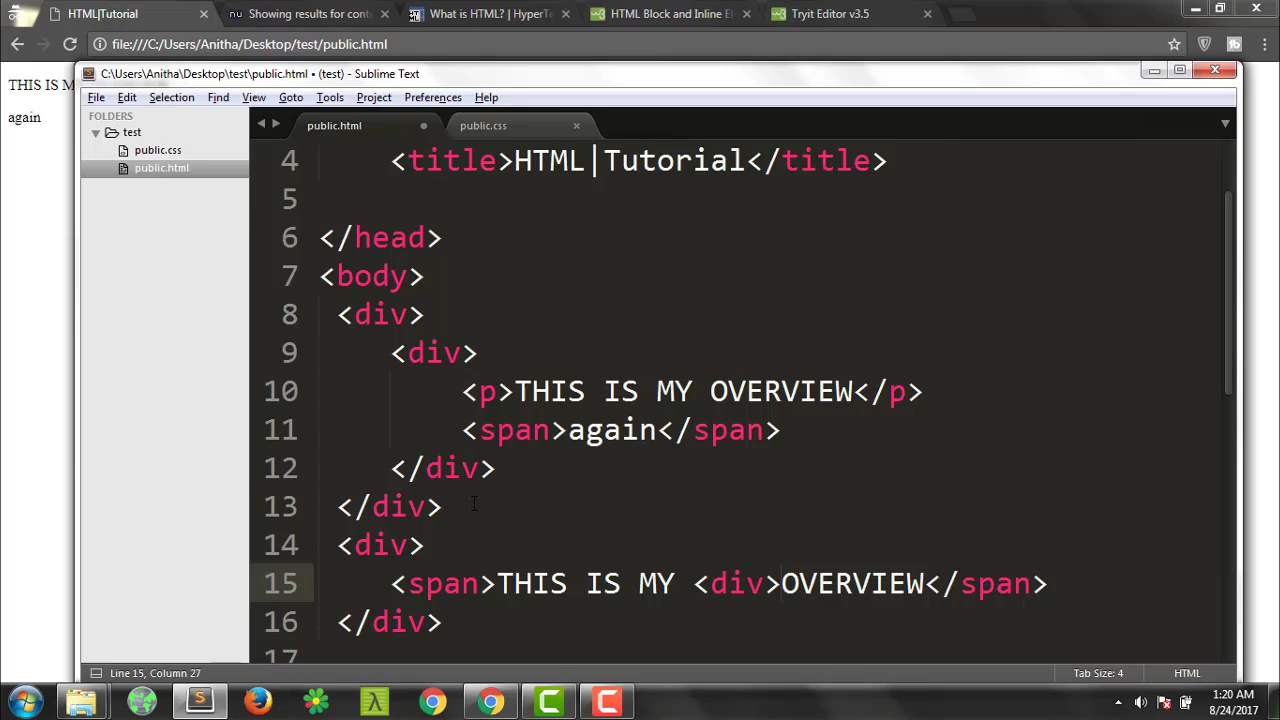 HTML|Tutorial
Showing results for cont
What is HTML? | HyperTe
HTML Block and Inline El
Tryit Editor v3.5
file:///C:/Users/Anitha/Desktop/test/public.html
THIS IS M
again
C:\Users\Anitha\Desktop\test\public.html • (test) - Sublime Text
File Edit Selection Find View Goto Tools Project Preferences Help
FOLDERS
test
public.css
public.html
public.html
public.css
4 <title>HTML|Tutorial</title>
5
6 </head>
7 <body>
8 <div>
9 <div>
10 <p>THIS IS MY OVERVIEW</p>
11 <span>again</span>
12 </div>
13 </div>
14 <div>
15 <span>THIS IS MY <div>OVERVIEW</span>
16 </div>
17
Line 15, Column 27
Tab Size: 4
HTML
1:20 AM
8/24/2017